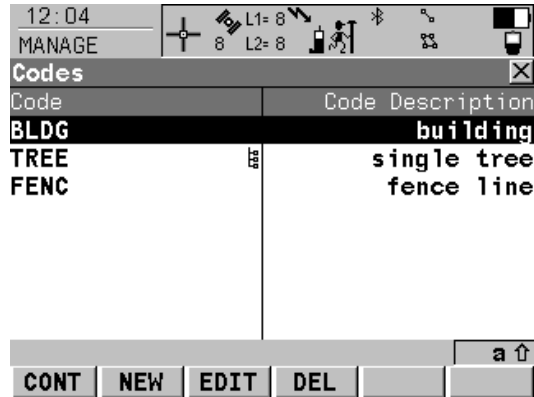 12:04
MANAGE
L1= 8
8 L2= 8
Codes
Code Code Description
BLDG building
TREE single tree
FENC fence line
a
CONT NEW EDIT DEL